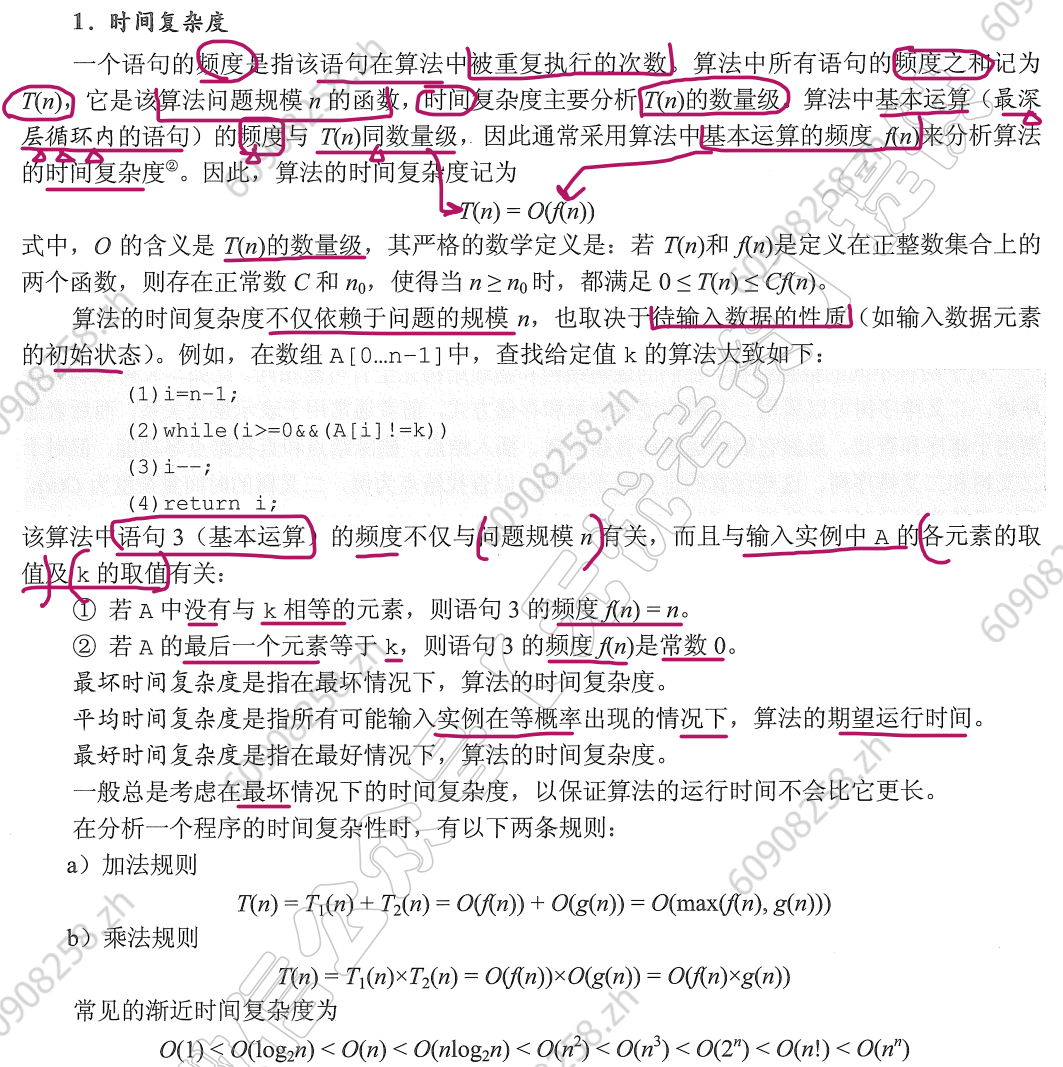 1. 时间复杂度
一个语句的频度是指该语句在算法中被重复执行的次数。算法中所有语句的频度之和记为
T(n)，它是该算法问题规模 n 的函数，时间复杂度主要分析 T(n)的数量级。算法中基本运算（最深
层循环内的语句）的频度与 T(n)同数量级，因此通常采用算法中基本运算的频度 f(n)来分析算法
的时间复杂度②。因此，算法的时间复杂度记为
T(n) = O(f(n))
式中，O 的含义是 T(n)的数量级，其严格的数学定义是：若 T(n)和 f(n)是定义在正整数集合上的
两个函数，则存在正常数 C 和 n₀，使得当 n ≥ n₀ 时，都满足 0 ≤ T(n) ≤ Cf(n)。
算法的时间复杂度不仅依赖于问题的规模 n，也取决于待输入数据的性质（如输入数据元素
的初始状态）。例如，在数组 A[0…n-1]中，查找给定值 k 的算法大致如下：
(1)i=n-1;
(2)while(i>=0&&(A[i]!=k))
(3)i--;
(4)return i;
该算法中语句 3（基本运算）的频度不仅与问题规模 n 有关，而且与输入实例中 A 的各元素的取
值及 k 的取值有关：
① 若 A 中没有与 k 相等的元素，则语句 3 的频度 f(n) = n。
② 若 A 的最后一个元素等于 k，则语句 3 的频度 f(n)是常数 0。
最坏时间复杂度是指在最坏情况下，算法的时间复杂度。
平均时间复杂度是指所有可能输入实例在等概率出现的情况下，算法的期望运行时间。
最好时间复杂度是指在最好情况下，算法的时间复杂度。
一般总是考虑在最坏情况下的时间复杂度，以保证算法的运行时间不会比它更长。
在分析一个程序的时间复杂性时，有以下两条规则：
a）加法规则
T(n) = T₁(n) + T₂(n) = O(f(n)) + O(g(n)) = O(max(f(n), g(n)))
b）乘法规则
T(n) = T₁(n)×T₂(n) = O(f(n))×O(g(n)) = O(f(n)×g(n))
常见的渐近时间复杂度为
O(1) < O(log₂n) < O(n) < O(nlog₂n) < O(n²) < O(n³) < O(2ⁿ) < O(n!) < O(nⁿ)